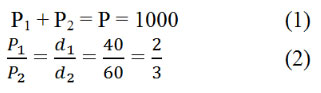 P₁ + P₂ = P = 1000 (1)
P₁/P₂ = d₁/d₂ = 40/60 = 2/3 (2)